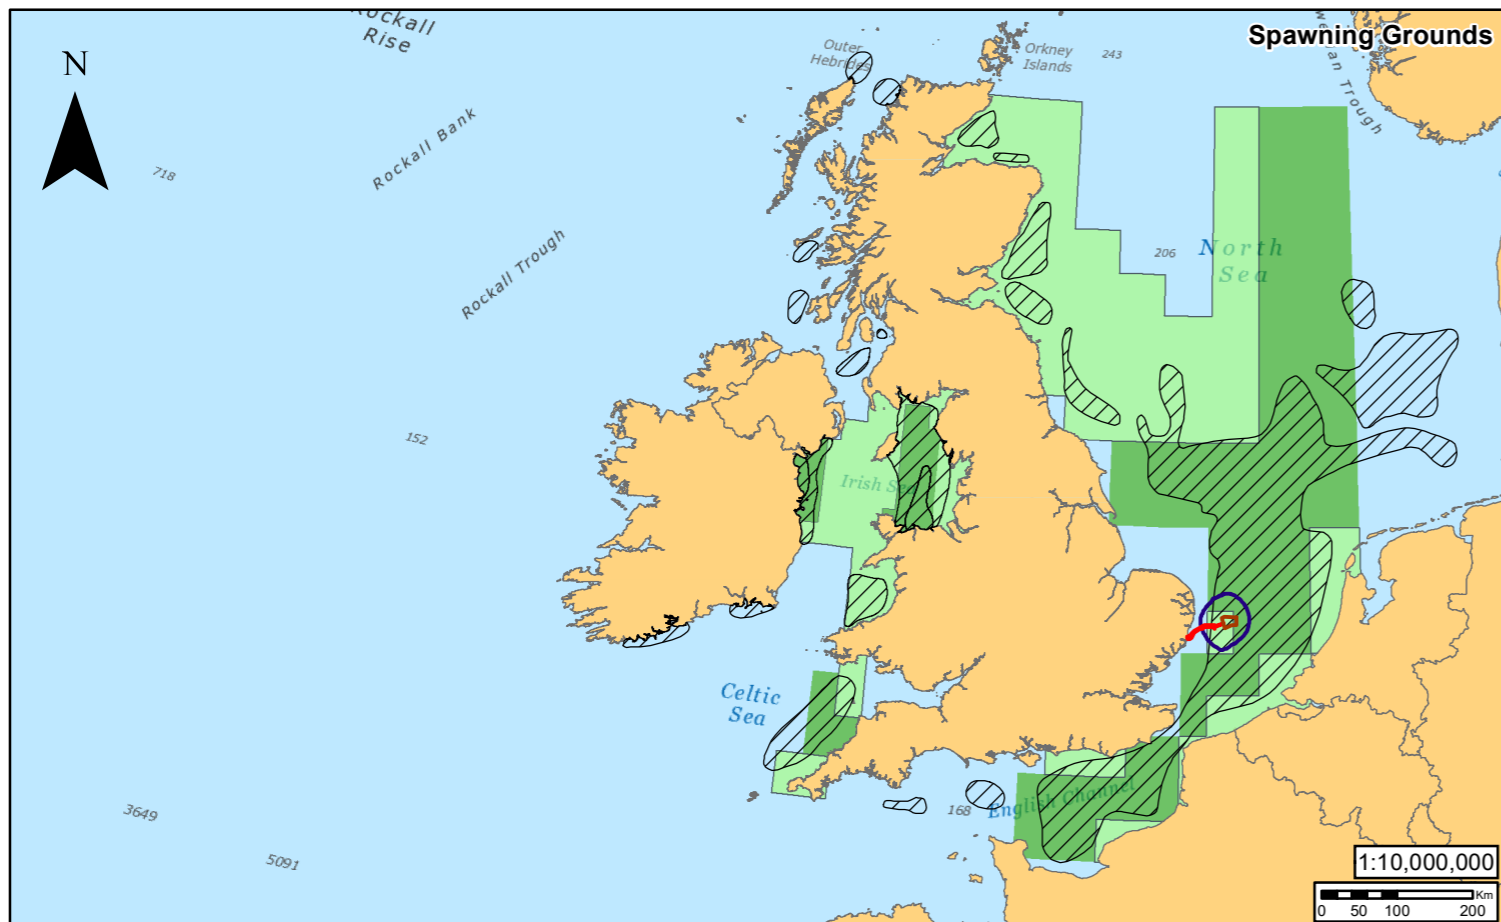 Rockall
Rise
Spawning Grounds
N
Outer
Hebrides
Orkney
Islands
243
Trough
Rockall Bank
718
Rockall Trough
206
North
Sea
152
Irish Sea
Celtic
Sea
3649
5091
168
English Channel
1:10,000,000
Km
0 50 100 200